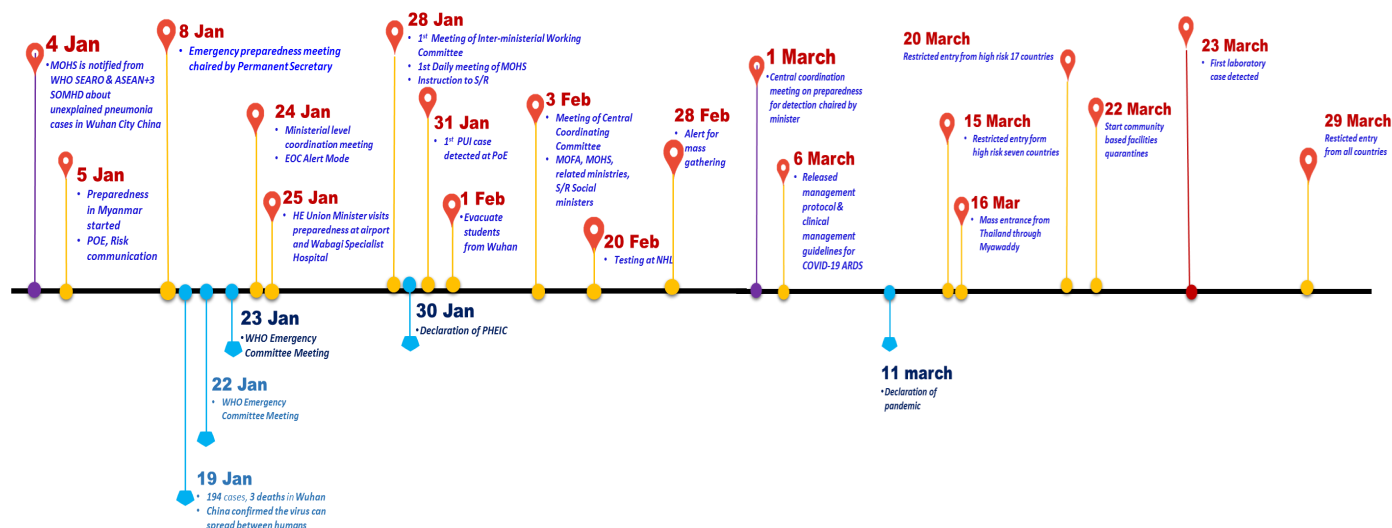 4 Jan
•MOHS is notified from
WHO SEARO & ASEAN+3
SOMHD about
unexplained pneumonia
cases in Wuhan City China
5 Jan
• Preparedness
in Myanmar
started
• POE, Risk
communication
8 Jan
• Emergency preparedness meeting
chaired by Permanent Secretary
19 Jan
• 194 cases, 3 deaths in Wuhan
• China confirmed the virus can
spread between humans
22 Jan
• WHO Emergency
Committee Meeting
23 Jan
•WHO Emergency
Committee Meeting
24 Jan
• Ministerial level
coordination meeting
• EOC Alert Mode
25 Jan
• HE Union Minister visits
preparedness at airport
and Wabagi Specialist
Hospital
28 Jan
• 1st Meeting of Inter-ministerial Working
Committee
• 1st Daily meeting of MOHS
• Instruction to S/R
30 Jan
•Declaration of PHEIC
31 Jan
• 1st PUI case
detected at PoE
1 Feb
•Evacuate
students
from Wuhan
3 Feb
• Meeting of Central
Coordinating
Committee
• MOFA, MOHS,
related ministries,
S/R Social
ministers
20 Feb
• Testing at NHL
28 Feb
• Alert for
mass
gathering
1 March
•Central coordination
meeting on preparedness
for detection chaired by
minister
6 March
• Released
management
protocol &
clinical
management
guidelines for
COVID-19 ARDS
11 march
•Declaration of
pandemic
15 March
• Restricted entry form
high risk seven countries
16 Mar
• Mass entrance from
Thailand through
Myawaddy
20 March
Restricted entry from high risk 17 countries
22 March
Start community
based facilities
quarantines
23 March
• First laboratory
case detected
29 March
Resticted entry
from all countries